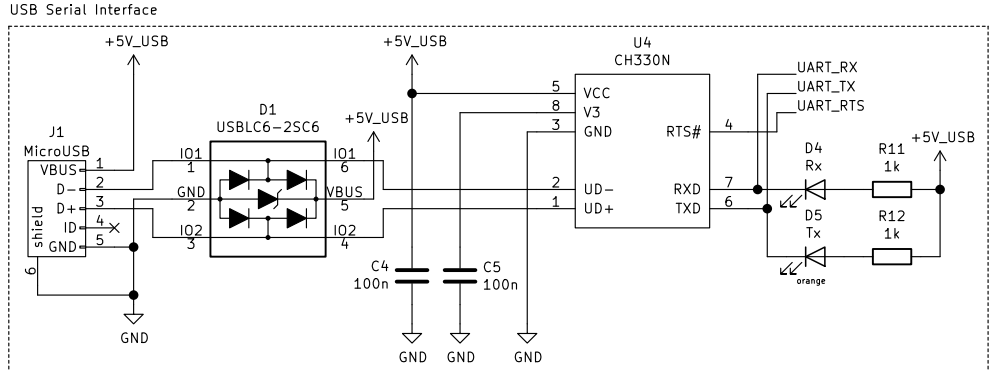 USB Serial Interface
+5V_USB
+5V_USB
U4
CH330N
UART_RX
UART_TX
UART_RTS
5 VCC
8 V3
3 GND
RTS# 4
2 UD-
1 UD+
RXD 7
TXD 6
J1
MicroUSB
VBUS 1
D- 2
D+ 3
ID 4
GND 5
shield
6
GND
D1
USBLC6-2SC6
+5V_USB
IO1
1
IO1
6
GND
2
VBUS
5
IO2
3
IO2
4
C4
100n
C5
100n
GND
GND
GND
D4
Rx
R11
1k
+5V_USB
D5
Tx
orange
R12
1k